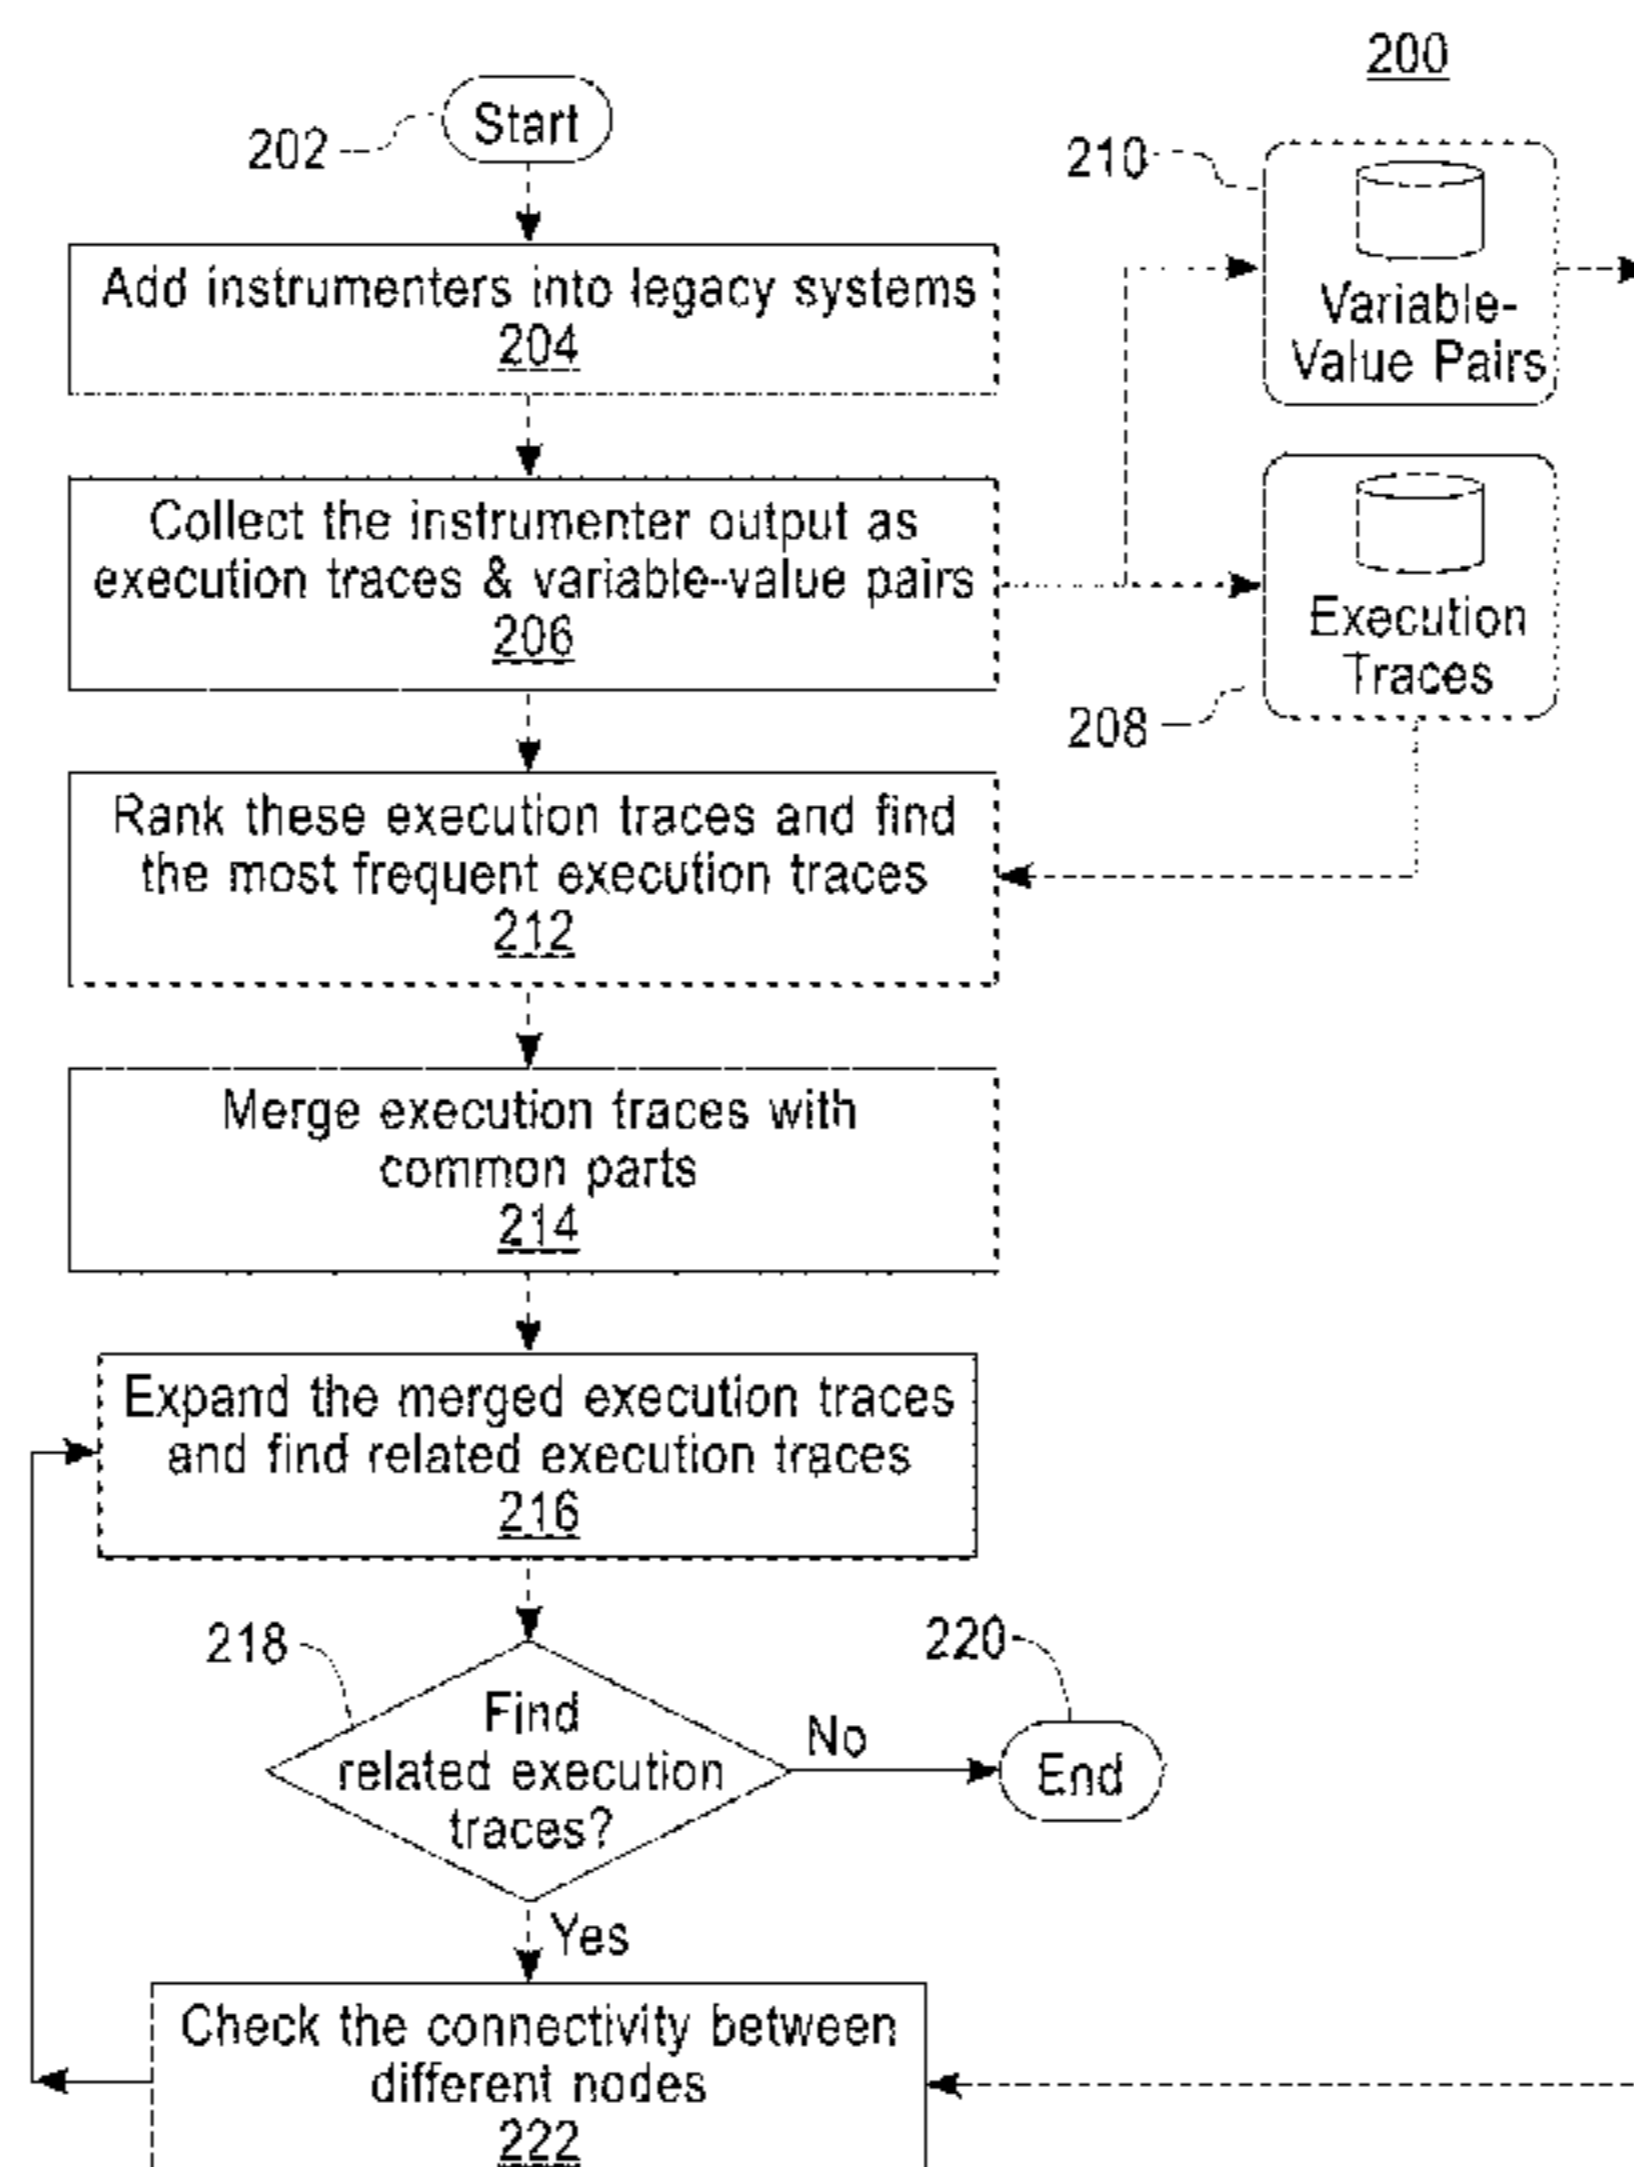 200
202
Start
210
Variable-
Value Pairs
Add instrumenters into legacy systems
204
Collect the instrumenter output as
execution traces & variable-value pairs
206
Execution
Traces
208
Rank these execution traces and find
the most frequent execution traces
212
Merge execution traces with
common parts
214
Expand the merged execution traces
and find related execution traces
216
218
220
Find
related execution
traces?
No
End
Yes
Check the connectivity between
different nodes
222